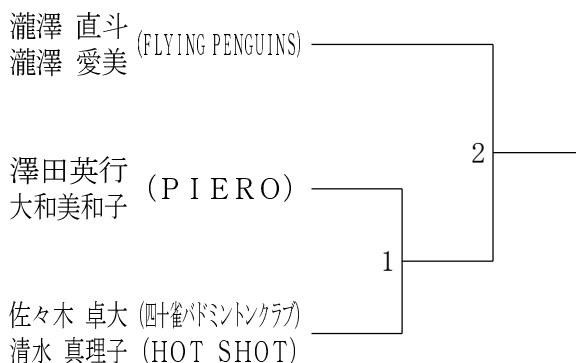 瀧澤 直斗
瀧澤 愛美 (FLYING PENGUINS)
2
澤田英行
大和美和子 (ＰＩＥＲＯ)
1
佐々木 卓大 (四十雀バドミントンクラブ)
清水 真理子 (HOT SHOT)